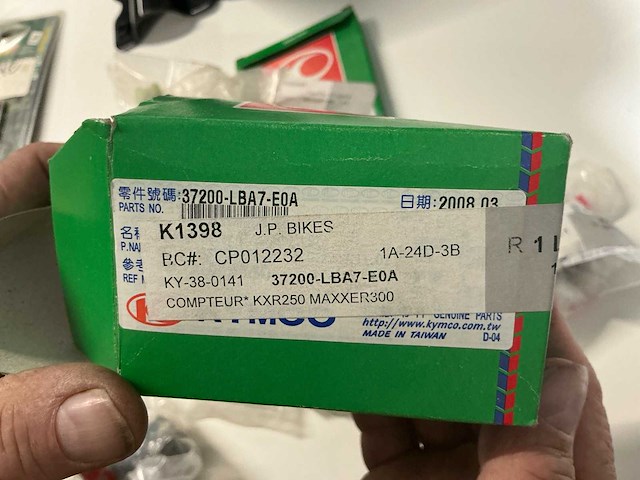 零件號碼:37200-LBA7-E0A
PARTS NO.
日期:2008.03
K1398 J.P. BIKES
BC#: CP012232 1A-24D-3B
KY-38-0141 37200-LBA7-E0A
COMPTEUR* KXR250 MAXXER300
R 1
KYMCO
GENUINE PARTS
http://www.kymco.com.tw
MADE IN TAIWAN D-04